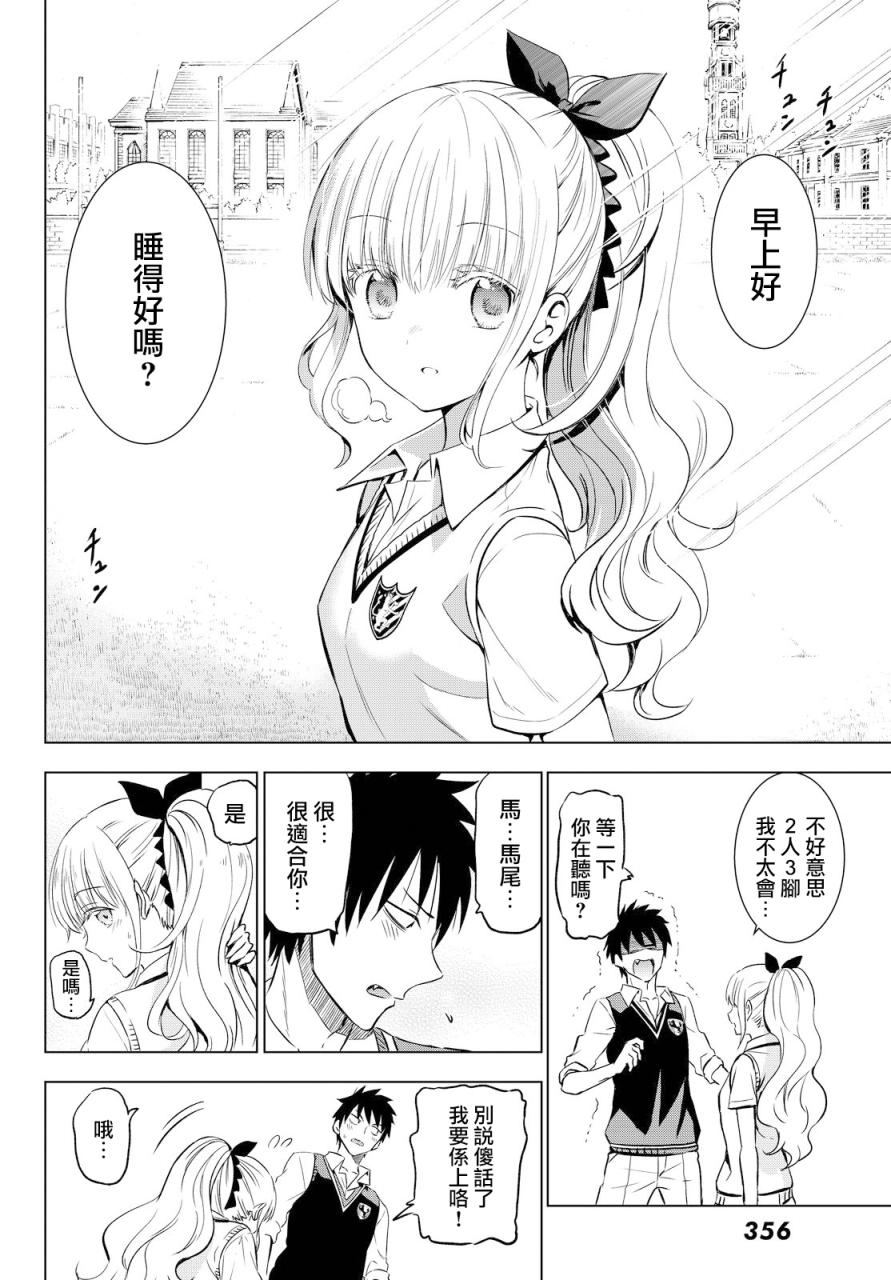 チュン
チュン
早上好
睡得好嗎？
チュン
不好意思
2人3腳
我不太會…
等一下
你在聽嗎？
馬…馬尾…
很…
很適合你…
是
是嗎…
別説傻話了
我要係上咯！
哦…
356